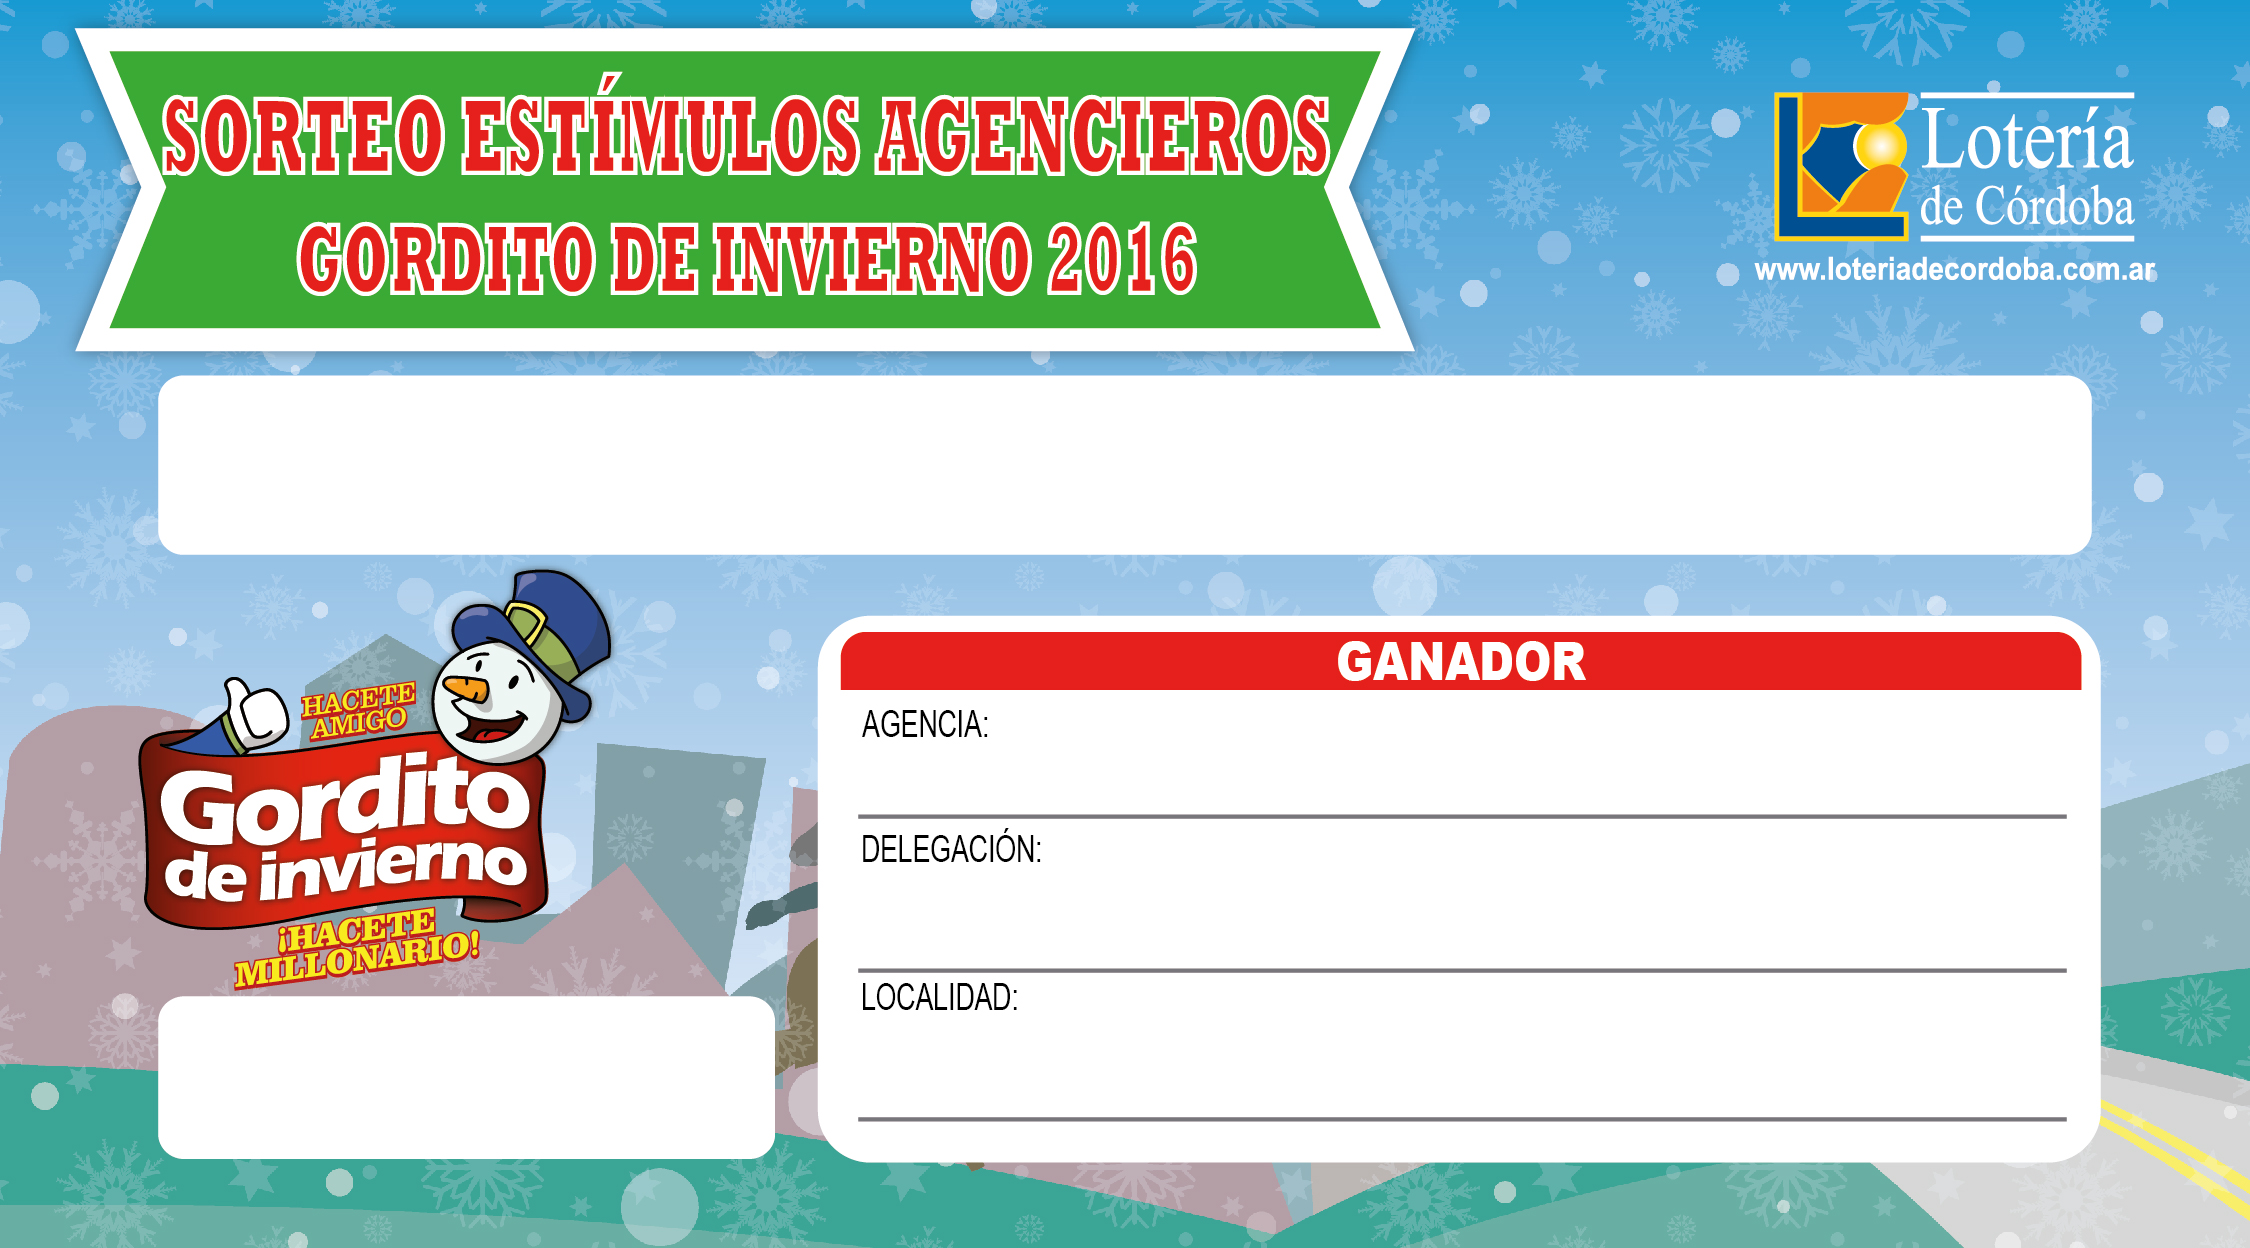 SORTEO ESTÍMULOS AGENCIEROS
GORDITO DE INVIERNO 2016
Lotería
de Córdoba
www.loteriadecordoba.com.ar
HACETE
AMIGO
Gordito
de invierno
¡HACETE
MILLONARIO!
GANADOR
AGENCIA:
DELEGACIÓN:
LOCALIDAD: